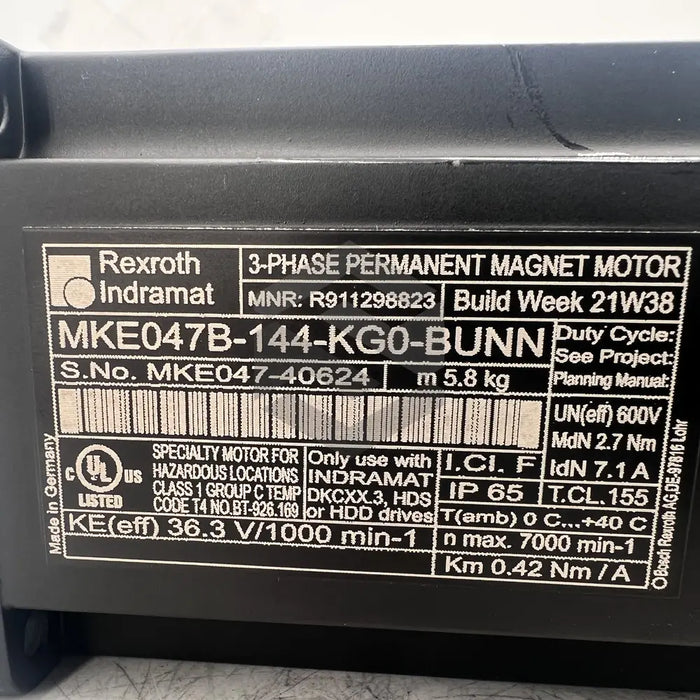 Rexroth
Indramat
3-PHASE PERMANENT MAGNET MOTOR
MNR: R911298823
Build Week 21W38
MKE047B-144-KG0-BUNN
Duty Cycle:
See Project:
Planning Manual:
S.No. MKE047-40624
m 5.8 kg
UN(eff) 600V
MdN 2.7 Nm
IdN 7.1 A
Made in Germany
C UL US
LISTED
SPECIALTY MOTOR FOR
HAZARDOUS LOCATIONS
CLASS 1 GROUP C TEMP
CODE T4 NO.BT-926.169
Only use with
INDRAMAT
DKCXX.3, HDS
or HDD drives
I.Cl. F
IP 65
T.CL.155
T(amb) 0 C...+40 C
KE(eff) 36.3 V/1000 min-1
n max. 7000 min-1
Km 0.42 Nm / A
Bosch Rexroth AG,DE-97816 Lohr